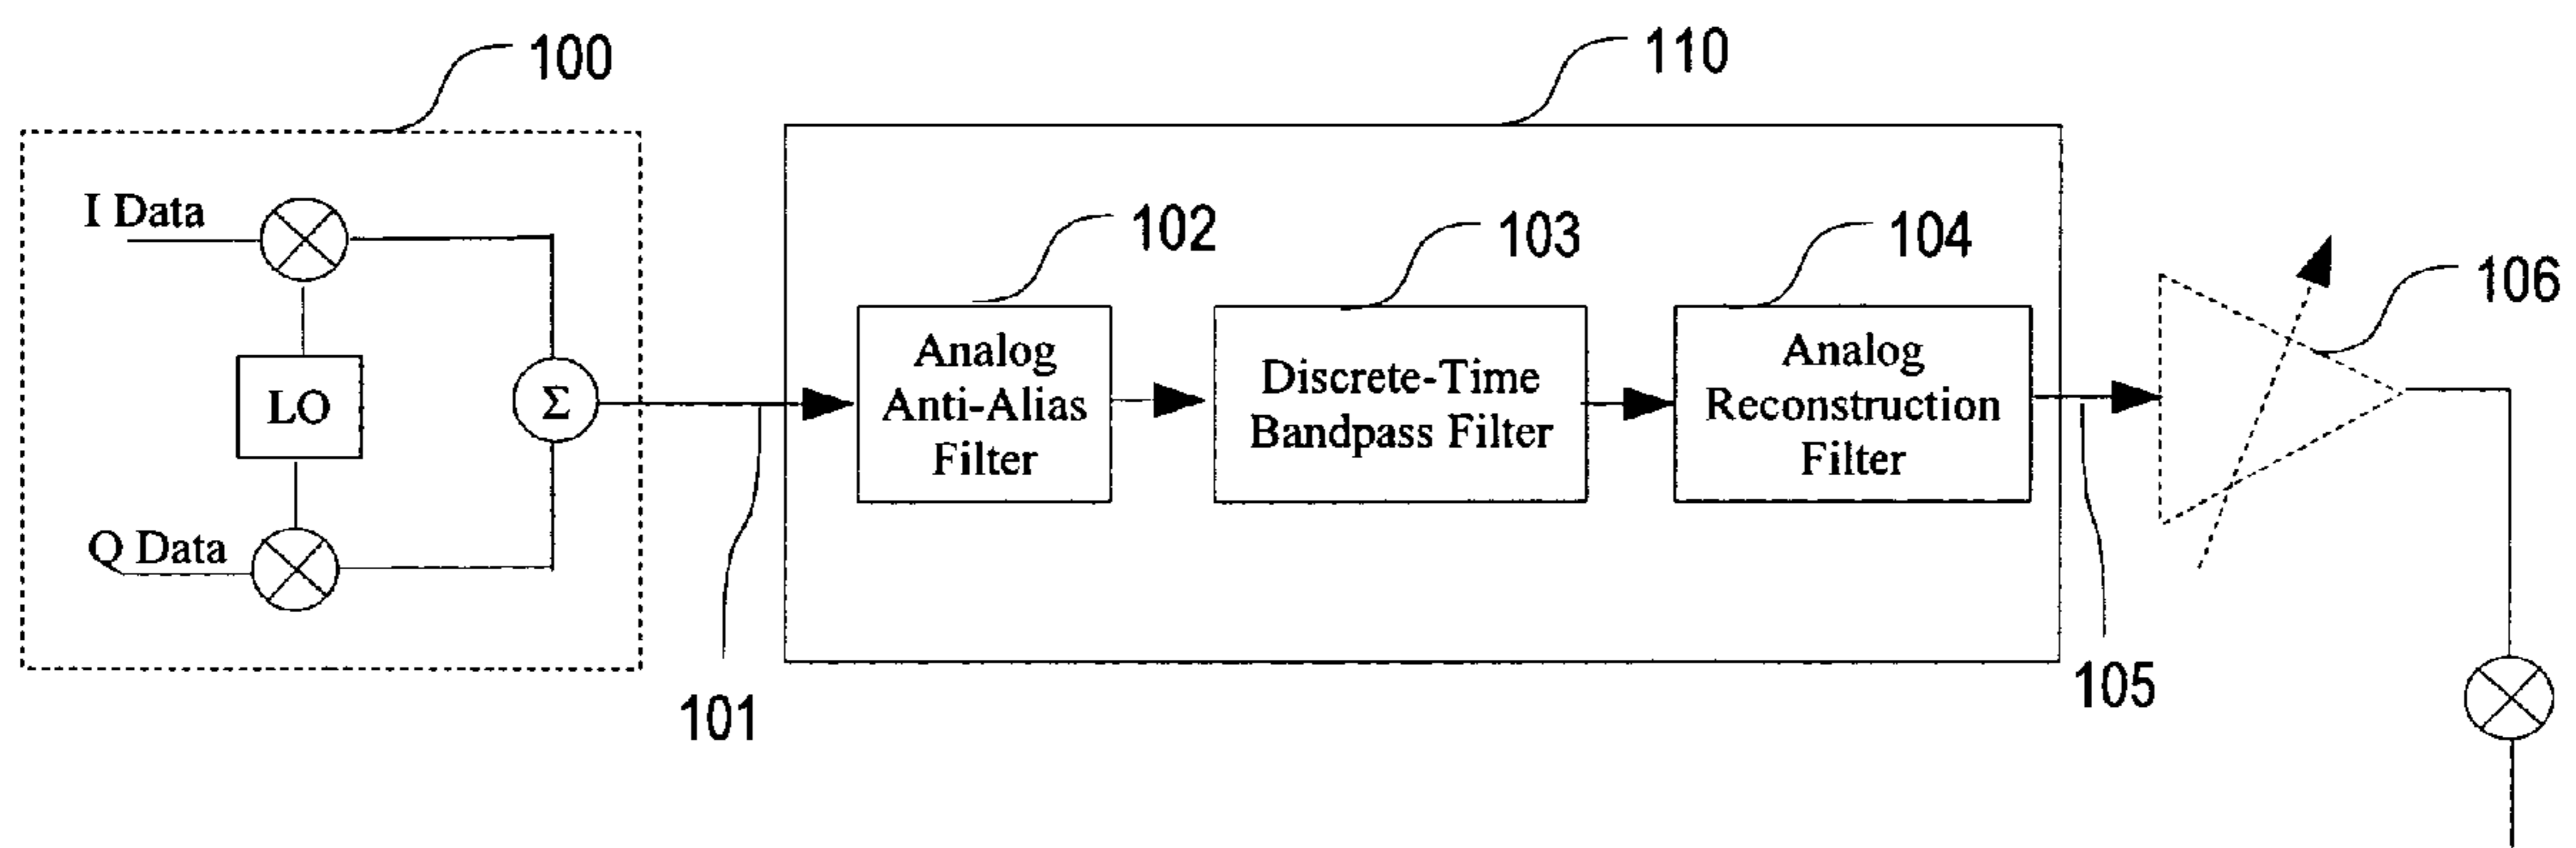 100
110
I Data
102
103
104
106
LO
Σ
Analog
Anti-Alias
Filter
Discrete-Time
Bandpass Filter
Analog
Reconstruction
Filter
Q Data
101
105